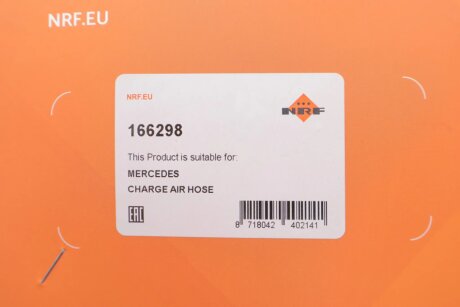 NRF.EU
NRF.EU
NRF
166298
This Product is suitable for:
MERCEDES
CHARGE AIR HOSE
EAC
8 718042 402141